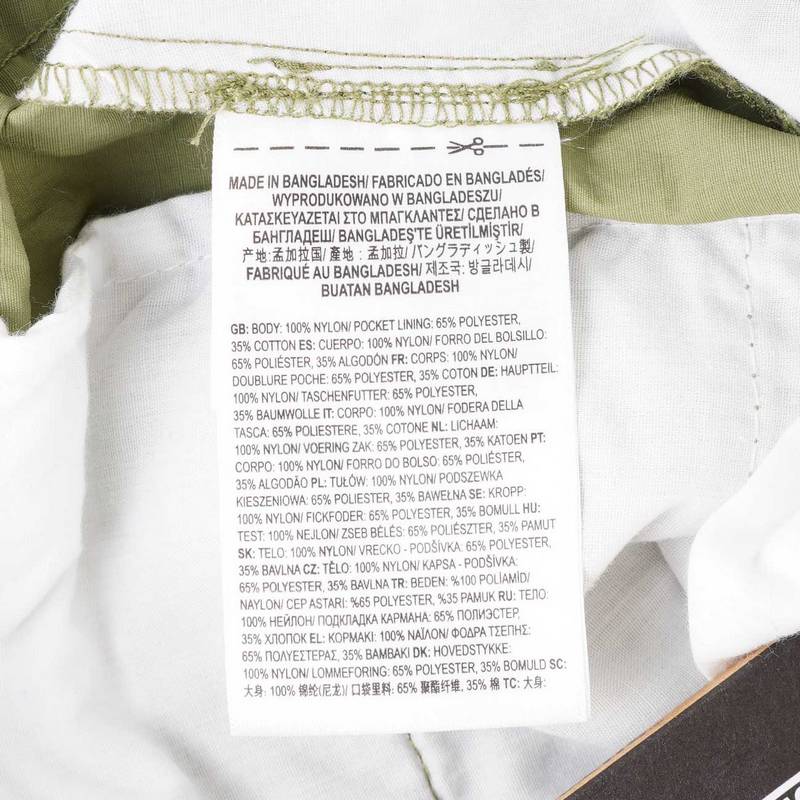 MADE IN BANGLADESH/ FABRICADO EN BANGLADÉS/
WYPRODUKOWANO W BANGLADESZU/
ΚΑΤΑΣΚΕΥΑΖΕΤΑΙ ΣΤΟ ΜΠΑΓΚΛΑΝΤΕΣ/ СДЕЛАНО В
БАНГЛАДЕШ/ BANGLADEŞ'TE ÜRETİLMİŞTİR/
产地:孟加拉国/ 產地:孟加拉/ バングラディッシュ製/
FABRIQUÉ AU BANGLADESH/ 제조국: 방글라데시/
BUATAN BANGLADESH
GB: BODY: 100% NYLON/ POCKET LINING: 65% POLYESTER,
35% COTTON ES: CUERPO: 100% NYLON/ FORRO DEL BOLSILLO:
65% POLIÉSTER, 35% ALGODÓN FR: CORPS: 100% NYLON/
DOUBLURE POCHE: 65% POLYESTER, 35% COTON DE: HAUPTTEIL:
100% NYLON/ TASCHENFUTTER: 65% POLYESTER,
35% BAUMWOLLE IT: CORPO: 100% NYLON/ FODERA DELLA
TASCA: 65% POLIESTERE, 35% COTONE NL: LICHAAM:
100% NYLON/ VOERING ZAK: 65% POLYESTER, 35% KATOEN PT:
CORPO: 100% NYLON/ FORRO DO BOLSO: 65% POLIÉSTER,
35% ALGODÃO PL: TUŁÓW: 100% NYLON/ PODSZEWKA
KIESZENIOWA: 65% POLIESTER, 35% BAWEŁNA SE: KROPP:
100% NYLON/ FICKFODER: 65% POLYESTER, 35% BOMULL HU:
TEST: 100% NEJLON/ ZSEB BÉLÉS: 65% POLIÉSZTER, 35% PAMUT
SK: TELO: 100% NYLON/ VRECKO - PODŠÍVKA: 65% POLYESTER,
35% BAVLNA CZ: TĚLO: 100% NYLON/ KAPSA - PODŠÍVKA:
65% POLYESTER, 35% BAVLNA TR: BEDEN: %100 POLİAMİD/
NAYLON/ CEP ASTARI: %65 POLYESTER, %35 PAMUK RU: ТЕЛО:
100% НЕЙЛОН/ ПОДКЛАДКА КАРМАНА: 65% ПОЛИЭСТЕР,
35% ХЛОПОК EL: ΚΟΡΜΑΚΙ: 100% ΝΑΪΛΟΝ/ ΦΟΔΡΑ ΤΣΕΠΗΣ:
65% ΠΟΛΥΕΣΤΕΡΑΣ, 35% ΒΑΜΒΑΚΙ DK: HOVEDSTYKKE:
100% NYLON/ LOMMEFORING: 65% POLYESTER, 35% BOMULD SC:
大身: 100% 锦纶(尼龙)/ 口袋里料: 65% 聚酯纤维, 35% 棉 TC: 大身: